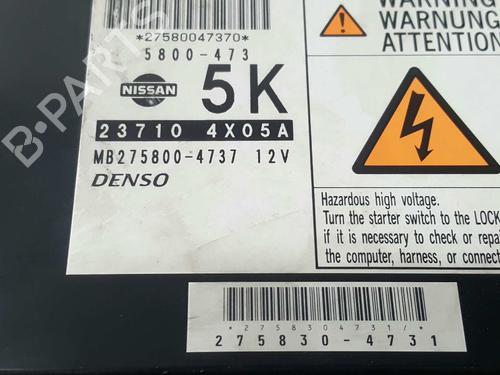 *27580047370*
5800-473
NISSAN
5K
23710 4X05A
MB275800-4737 12V
DENSO
WARNING
WARNUNG
ATTENTION
Hazardous high voltage.
Turn the starter switch to the LOCK
if it is necessary to check or repa
the computer, harness, or connec
*2758304731/*
275830-4731
B-PARTS